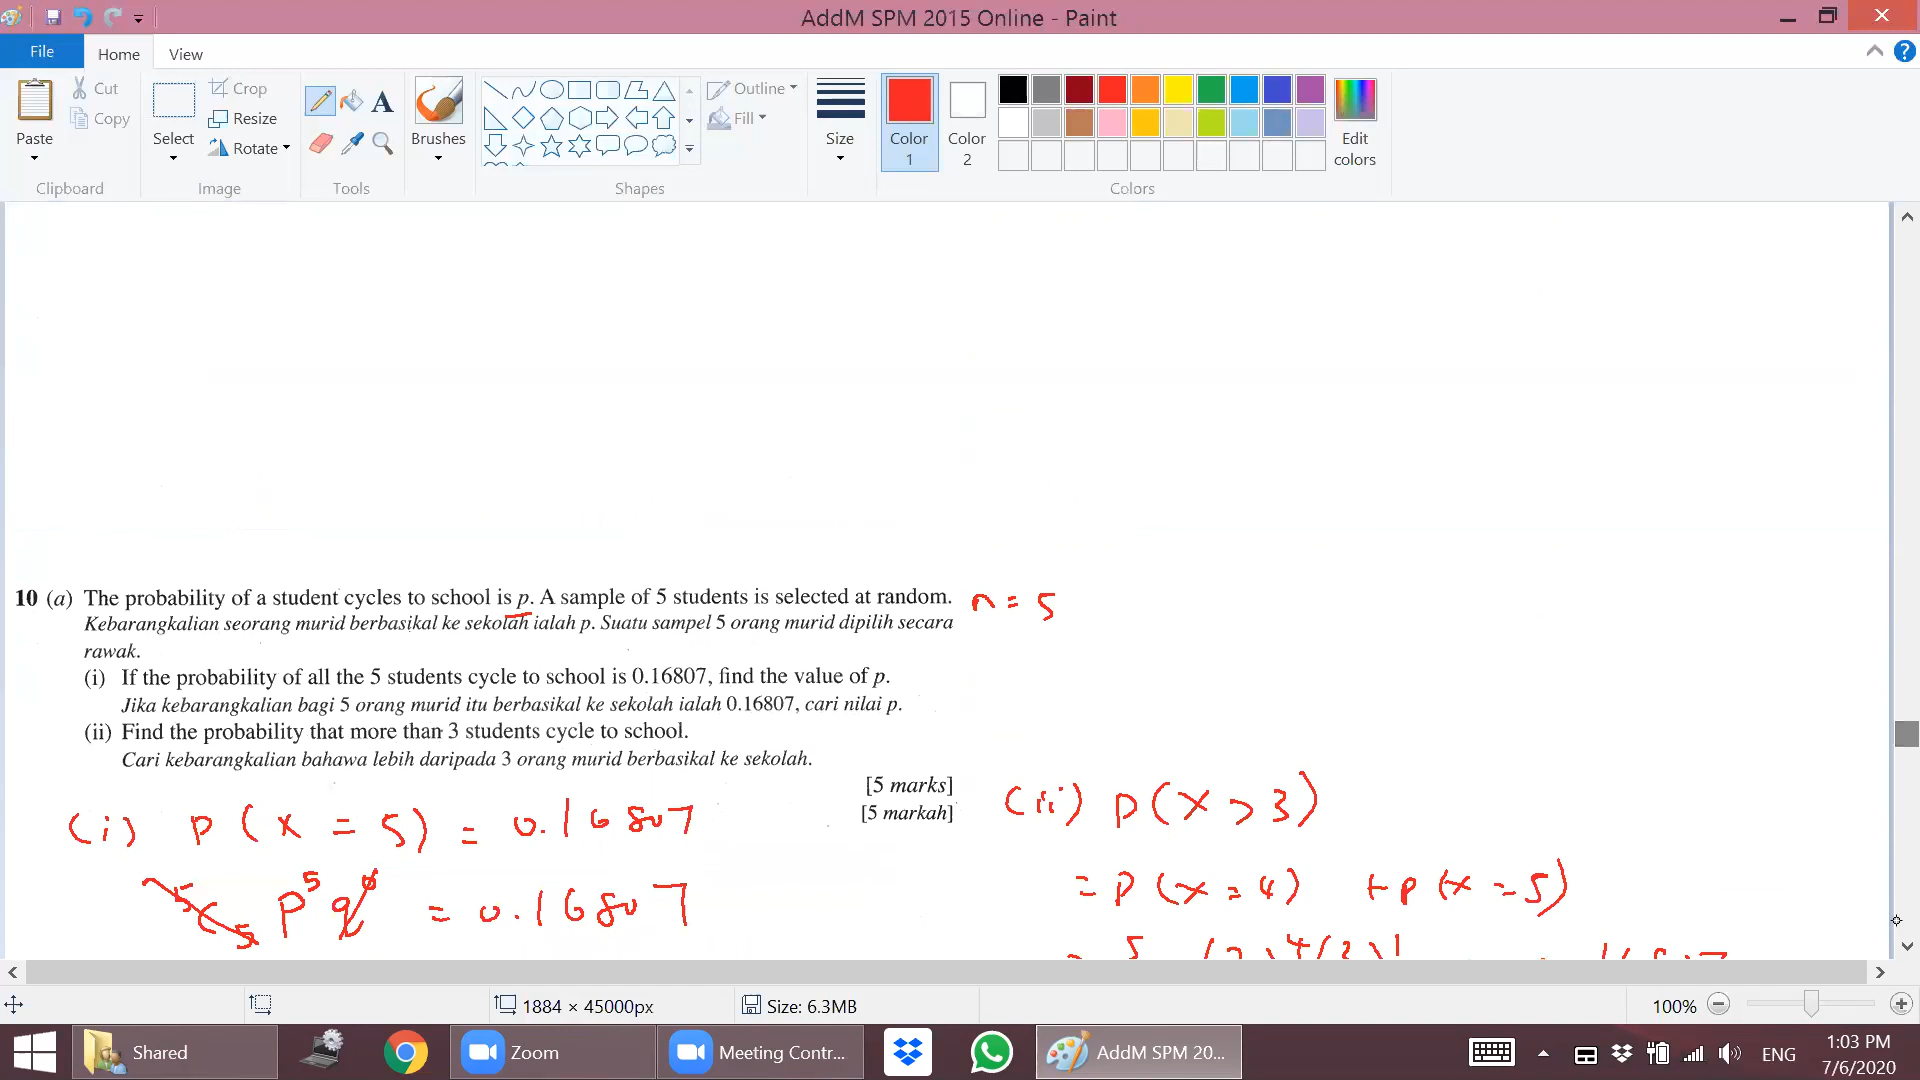 AddM SPM 2015 Online - Paint
File Home View
Paste
Cut
Copy
Clipboard
Select
Crop
Resize
Rotate
Image
Tools
Brushes
Shapes
Outline
Fill
Size
Color 1
Color 2
Edit colors
Colors
10 (a) The probability of a student cycles to school is p. A sample of 5 students is selected at random. n = 5
Kebarangkalian seorang murid berbasikal ke sekolah ialah p. Suatu sampel 5 orang murid dipilih secara
rawak.
(i) If the probability of all the 5 students cycle to school is 0.16807, find the value of p.
Jika kebarangkalian bagi 5 orang murid itu berbasikal ke sekolah ialah 0.16807, cari nilai p.
(ii) Find the probability that more than 3 students cycle to school.
Cari kebarangkalian bahawa lebih daripada 3 orang murid berbasikal ke sekolah.
[5 marks]
[5 markah]
(i) P(X = 5) = 0.16807
⁵C₅ p⁵ q⁰ = 0.16807
(ii) P(X > 3)
= P(X = 4) + P(X = 5)
1884 × 45000px
Size: 6.3MB
100%
Shared
Zoom
Meeting Contr...
AddM SPM 20...
ENG
1:03 PM
7/6/2020